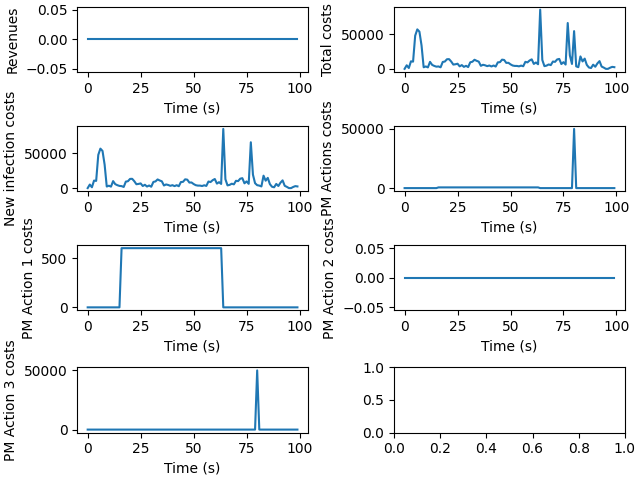 Revenues
0.05
0.00
−0.05
0 25 50 75 100
Time (s)
Total costs
50000
0
0 25 50 75 100
Time (s)
New infection costs
50000
0
0 25 50 75 100
Time (s)
PM Actions costs
50000
0
0 25 50 75 100
Time (s)
PM Action 1 costs
500
0
0 25 50 75 100
Time (s)
PM Action 2 costs
0.05
0.00
−0.05
0 25 50 75 100
Time (s)
PM Action 3 costs
50000
0
0 25 50 75 100
Time (s)
1.0
0.5
0.0
0.0 0.2 0.4 0.6 0.8 1.0